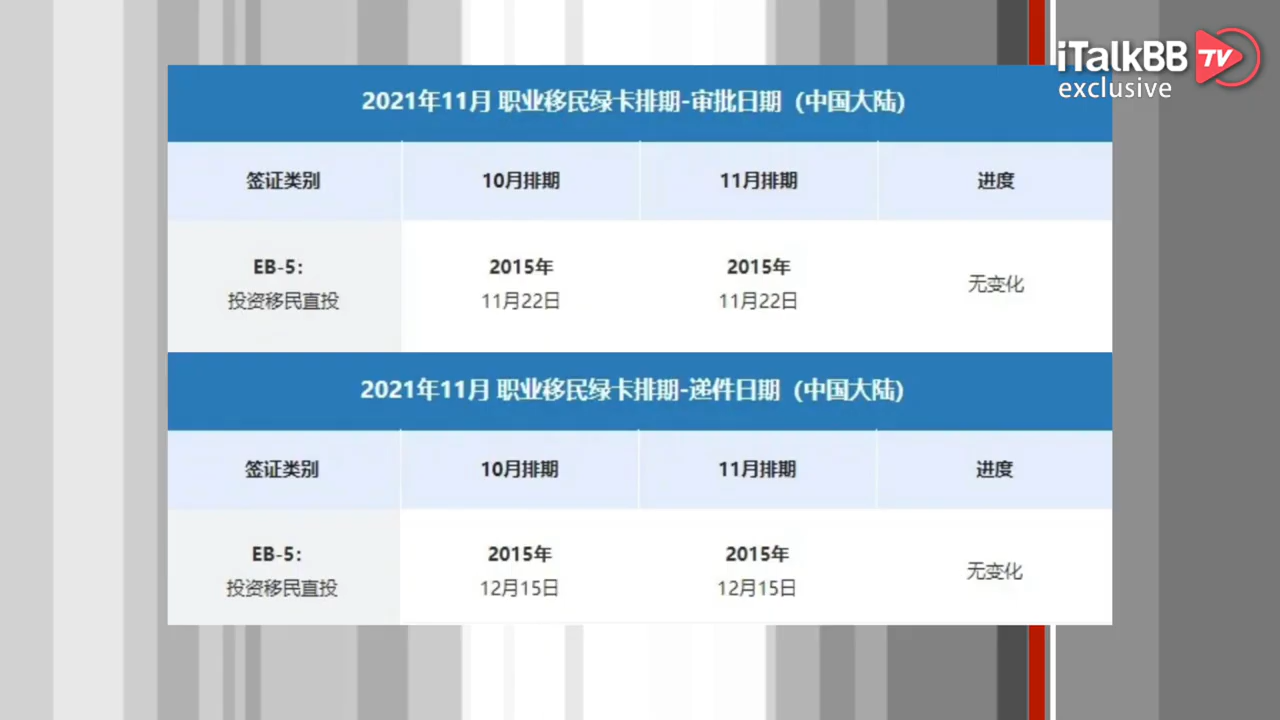 iTalkBB TV
exclusive
2021年11月 职业移民绿卡排期-审批日期（中国大陆)
签证类别 10月排期 11月排期 进度
EB-5: 2015年 2015年
投资移民直投 11月22日 11月22日 无变化
2021年11月 职业移民绿卡排期-递件日期（中国大陆)
签证类别 10月排期 11月排期 进度
EB-5: 2015年 2015年
投资移民直投 12月15日 12月15日 无变化